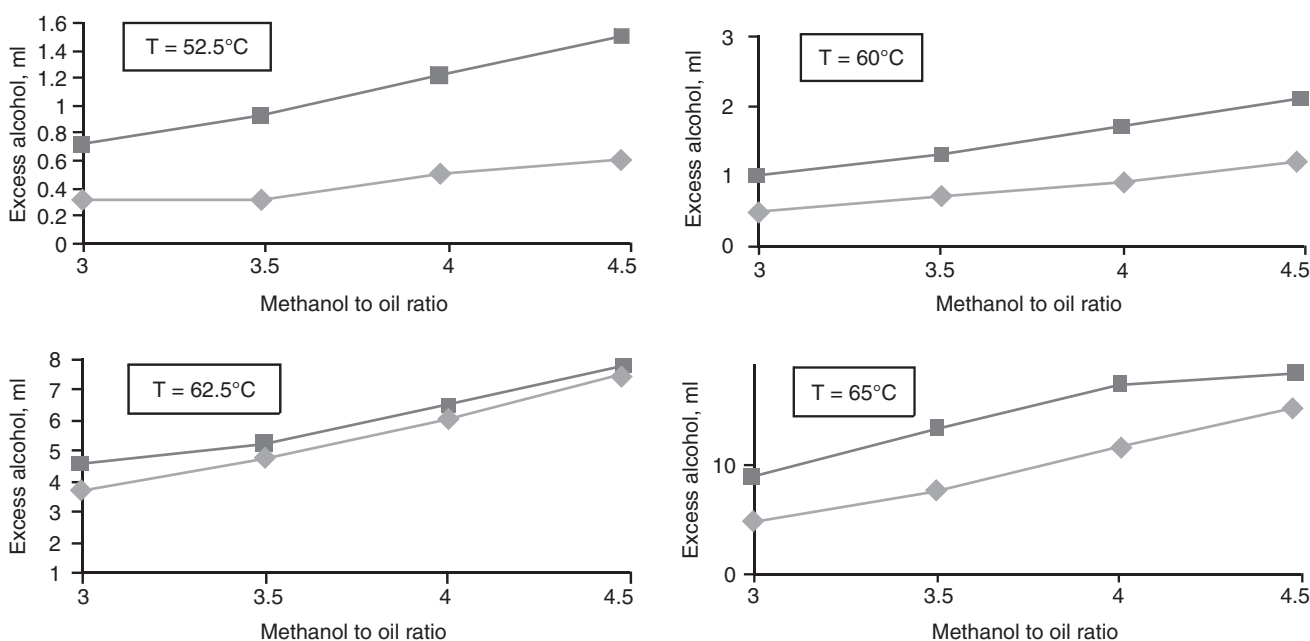 1.6
1.4
1.2
1
0.8
0.6
0.4
0.2
0
Excess alcohol, ml
T = 52.5°C
3 3.5 4 4.5
Methanol to oil ratio
3
2
1
0
Excess alcohol, ml
T = 60°C
3 3.5 4 4.5
Methanol to oil ratio
8
7
6
5
4
3
2
1
Excess alcohol, ml
T = 62.5°C
3 3.5 4 4.5
Methanol to oil ratio
10
0
Excess alcohol, ml
T = 65°C
3 3.5 4 4.5
Methanol to oil ratio